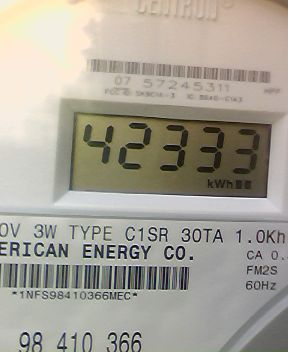 CENTRON®
07 57245311
42333
kWh
0V 3W TYPE C1SR 30TA 1.0Kh
ERICAN ENERGY CO.
CA 0.
FM2S
*1NFS98410366MEC*
60Hz
98 410 366